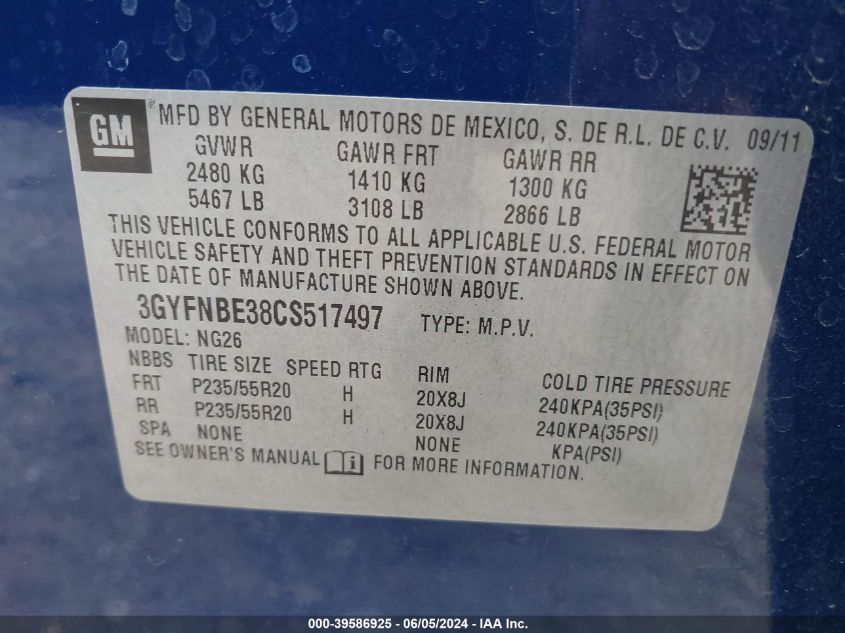 GM
® MFD BY GENERAL MOTORS DE MEXICO, S. DE R.L. DE C.V. 09/11
GVWR GAWR FRT GAWR RR
2480 KG 1410 KG 1300 KG
5467 LB 3108 LB 2866 LB
THIS VEHICLE CONFORMS TO ALL APPLICABLE U.S. FEDERAL MOTOR
VEHICLE SAFETY AND THEFT PREVENTION STANDARDS IN EFFECT ON
THE DATE OF MANUFACTURE SHOWN ABOVE.
3GYFNBE38CS517497 TYPE: M.P.V.
MODEL: NG26
NBBS TIRE SIZE SPEED RTG RIM COLD TIRE PRESSURE
FRT P235/55R20 H 20X8J 240KPA(35PSI)
RR P235/55R20 H 20X8J 240KPA(35PSI)
SPA NONE NONE KPA(PSI)
SEE OWNER'S MANUAL i FOR MORE INFORMATION.
000-39586925 - 06/05/2024 - IAA Inc.